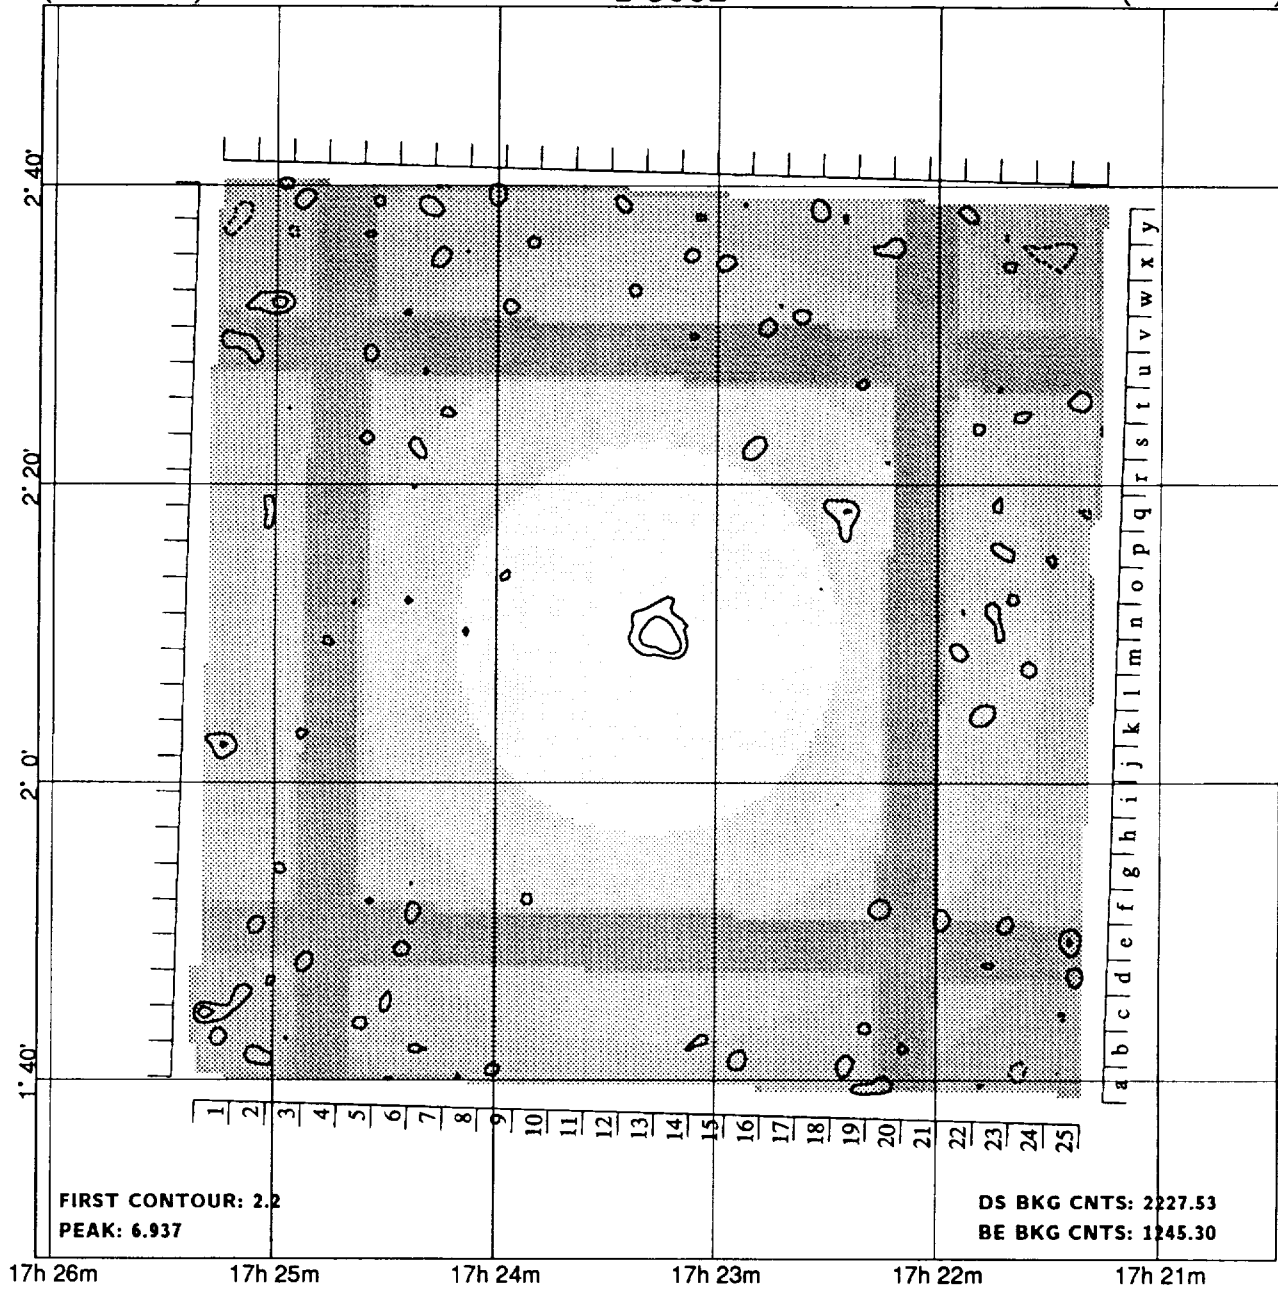 2° 40'
2° 20'
2° 0'
1° 40'
y
x
w
v
u
t
s
r
q
p
o
n
m
l
k
j
i
h
g
f
e
d
c
b
a
1 2 3 4 5 6 7 8 9 10 11 12 13 14 15 16 17 18 19 20 21 22 23 24 25
FIRST CONTOUR: 2.2
PEAK: 6.937
DS BKG CNTS: 2227.53
BE BKG CNTS: 1245.30
17h 26m 17h 25m 17h 24m 17h 23m 17h 22m 17h 21m